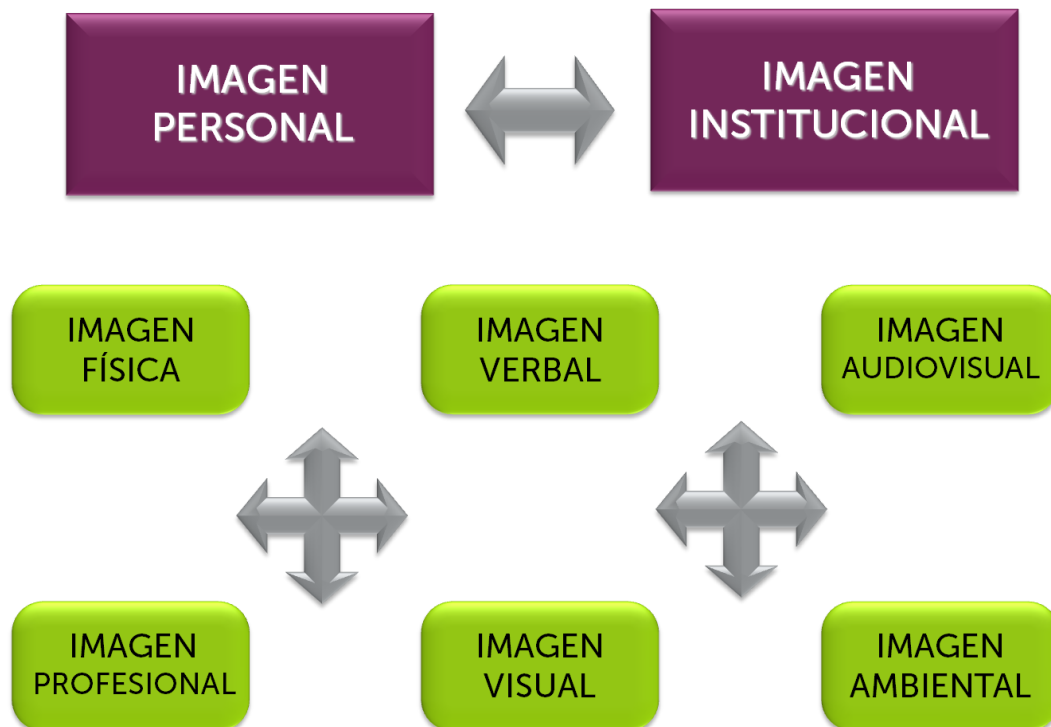 IMAGEN
PERSONAL
IMAGEN
INSTITUCIONAL
IMAGEN
FÍSICA
IMAGEN
VERBAL
IMAGEN
AUDIOVISUAL
IMAGEN
PROFESIONAL
IMAGEN
VISUAL
IMAGEN
AMBIENTAL